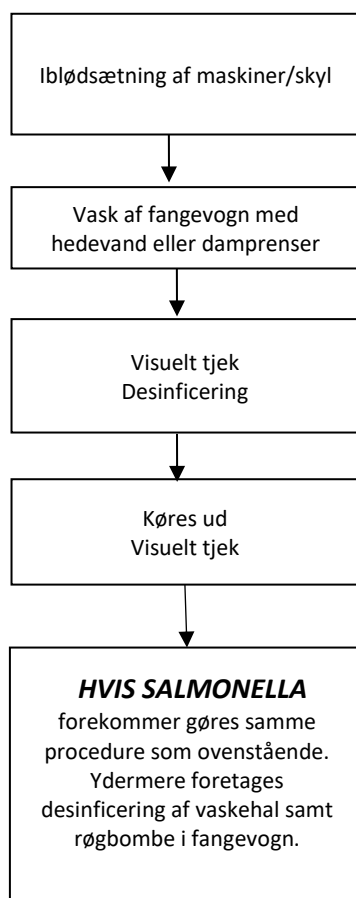 Iblødsætning af maskiner/skyl
Vask af fangevogn med
hedevand eller damprenser
Visuelt tjek
Desinficering
Køres ud
Visuelt tjek
HVIS SALMONELLA
forekommer gøres samme
procedure som ovenstående.
Ydermere foretages
desinficering af vaskehal samt
røgbombe i fangevogn.